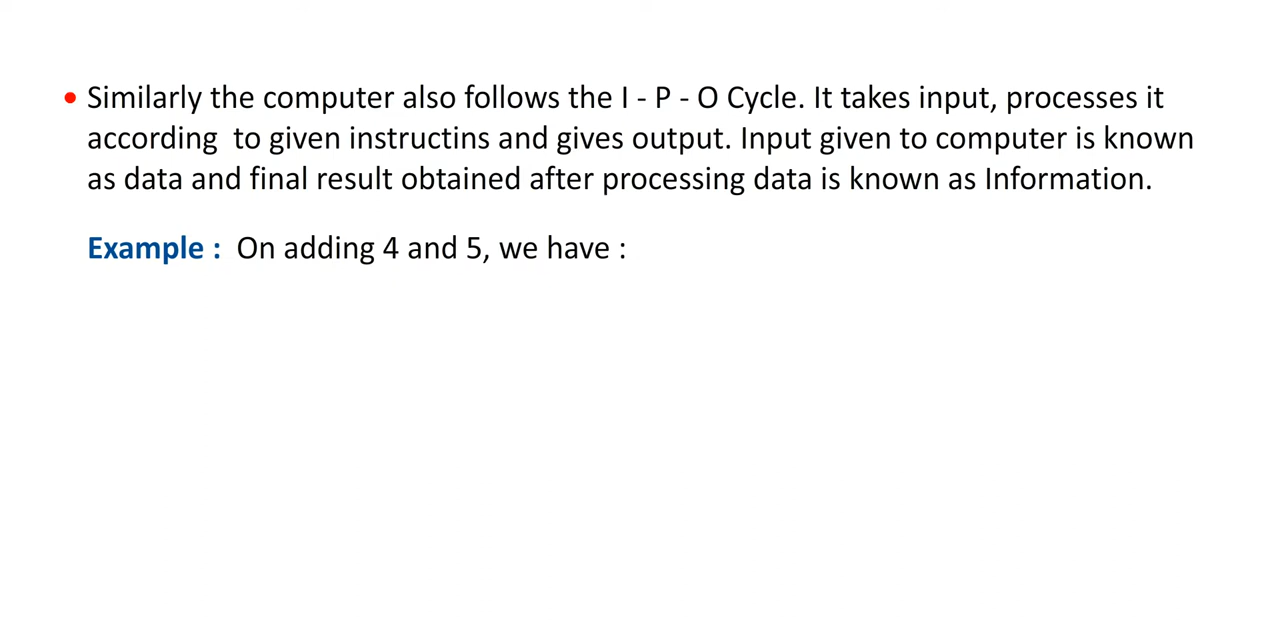 • Similarly the computer also follows the I - P - O Cycle. It takes input, processes it
according  to given instructins and gives output. Input given to computer is known
as data and final result obtained after processing data is known as Information.
Example :  On adding 4 and 5, we have :